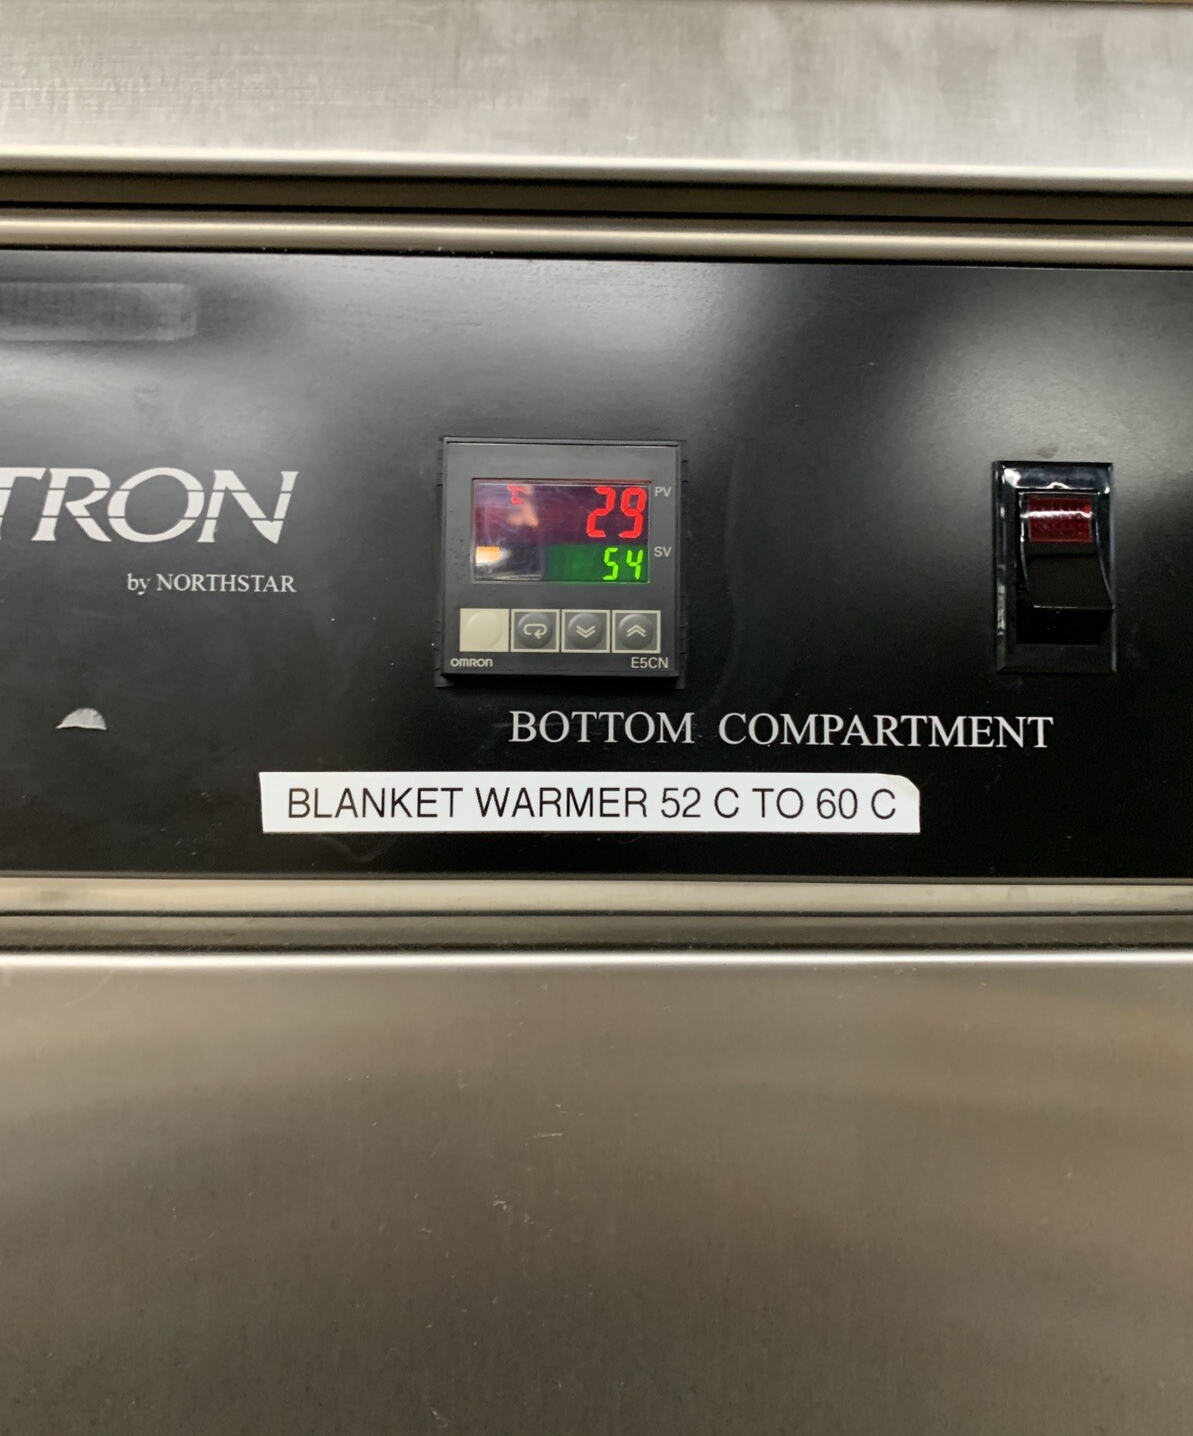 TRON
by NORTHSTAR
29 PV
54 SV
OMRON E5CN
BOTTOM COMPARTMENT
BLANKET WARMER 52 C TO 60 C